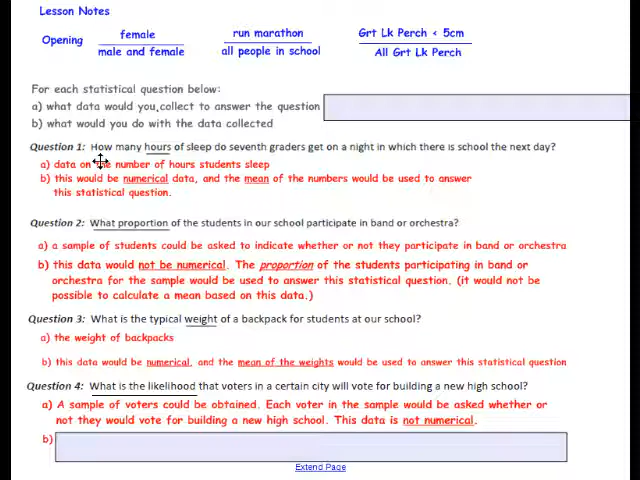 Lesson Notes
Opening
female
male and female
run marathon
all people in school
Grt Lk Perch < 5cm
All Grt Lk Perch
For each statistical question below:
a) what data would you collect to answer the question
b) what would you do with the data collected
Question 1: How many hours of sleep do seventh graders get on a night in which there is school the next day?
a) data on the number of hours students sleep
b) this would be numerical data, and the mean of the numbers would be used to answer
this statistical question.
Question 2: What proportion of the students in our school participate in band or orchestra?
a) a sample of students could be asked to indicate whether or not they participate in band or orchestra
b) this data would not be numerical. The proportion of the students participating in band or
orchestra for the sample would be used to answer this statistical question. (it would not be
possible to calculate a mean based on this data.)
Question 3: What is the typical weight of a backpack for students at our school?
a) the weight of backpacks
b) this data would be numerical, and the mean of the weights would be used to answer this statistical question
Question 4: What is the likelihood that voters in a certain city will vote for building a new high school?
a) A sample of voters could be obtained. Each voter in the sample would be asked whether or
not they would vote for building a new high school. This data is not numerical.
b)
Extend Page